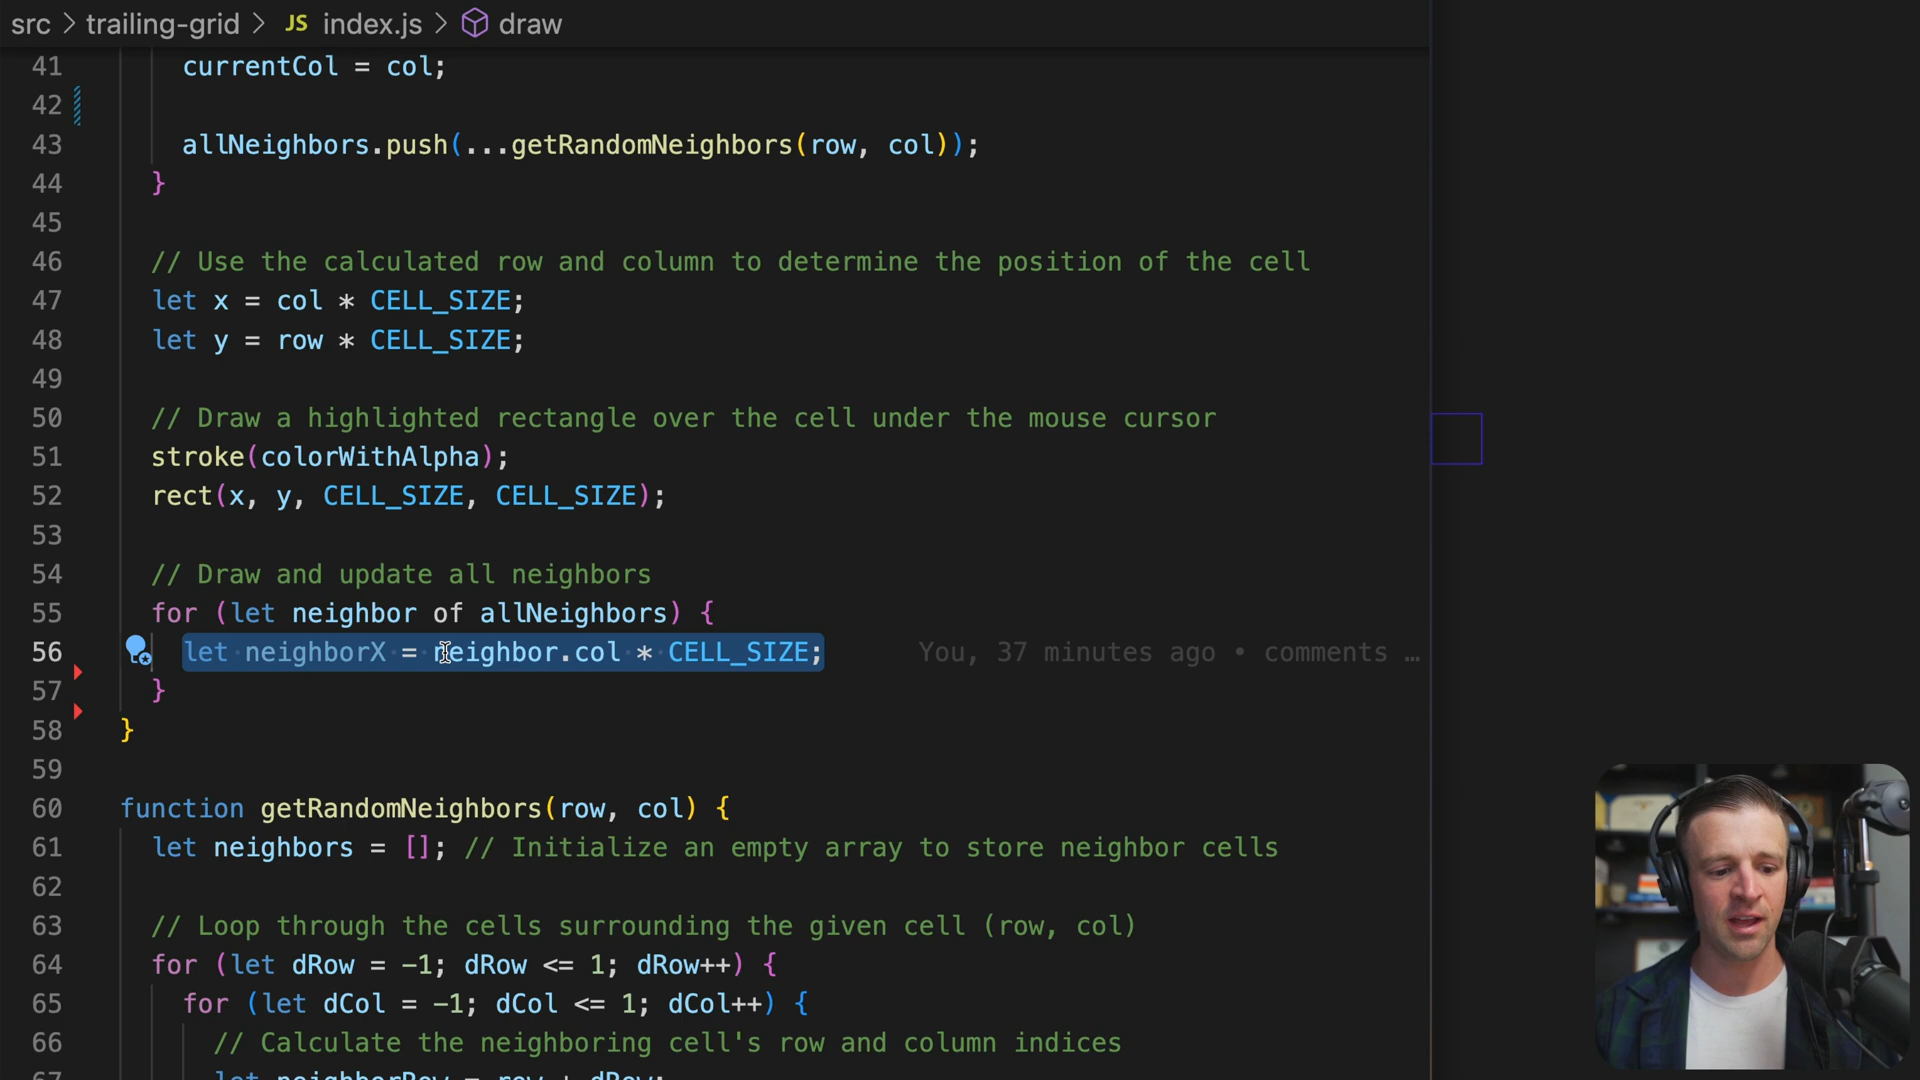 src > trailing-grid > JS index.js > draw
41 currentCol = col;
42
43 allNeighbors.push(...getRandomNeighbors(row, col));
44 }
45
46 // Use the calculated row and column to determine the position of the cell
47 let x = col * CELL_SIZE;
48 let y = row * CELL_SIZE;
49
50 // Draw a highlighted rectangle over the cell under the mouse cursor
51 stroke(colorWithAlpha);
52 rect(x, y, CELL_SIZE, CELL_SIZE);
53
54 // Draw and update all neighbors
55 for (let neighbor of allNeighbors) {
56 let neighborX = neighbor.col * CELL_SIZE; You, 37 minutes ago • comments …
57 }
58 }
59
60 function getRandomNeighbors(row, col) {
61 let neighbors = []; // Initialize an empty array to store neighbor cells
62
63 // Loop through the cells surrounding the given cell (row, col)
64 for (let dRow = -1; dRow <= 1; dRow++) {
65 for (let dCol = -1; dCol <= 1; dCol++) {
66 // Calculate the neighboring cell's row and column indices
67 let neighborRow = row + dRow;